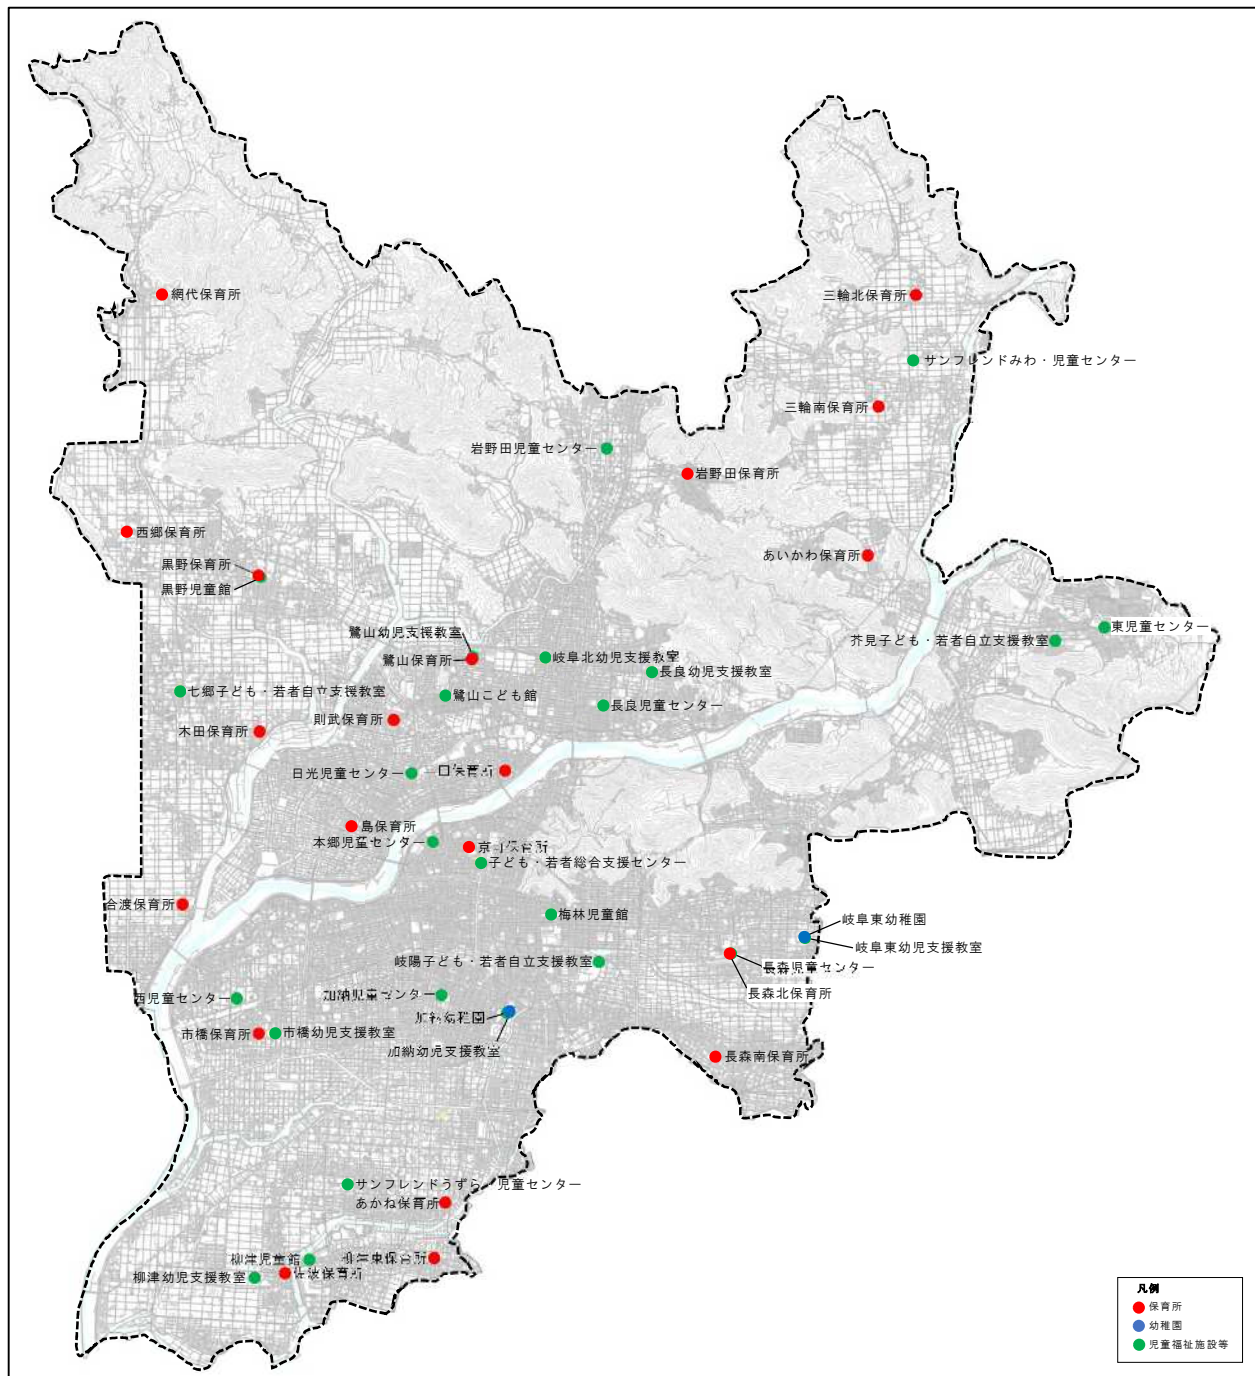 網代保育所
三輪北保育所
サンフレンドみわ・児童センター
三輪南保育所
岩野田児童センター
岩野田保育所
西郷保育所
あいかわ保育所
黒野保育所
黒野児童館
東児童センター
鷺山幼児支援教室
芥見子ども・若者自立支援教室
鷺山保育所
岐阜北幼児支援教室
長良幼児支援教室
七郷子ども・若者自立支援教室
鷺山こども館
長良児童センター
則武保育所
木田保育所
日光児童センター
保育所
島保育所
本郷児童センター
保育所
子ども・若者総合支援センター
合渡保育所
梅林児童館
岐阜東幼稚園
岐阜東幼児支援教室
岐陽子ども・若者自立支援教室
長森児童センター
長森北保育所
西児童センター
加納児童センター
加納幼稚園
市橋保育所
市橋幼児支援教室
加納幼児支援教室
長森南保育所
サンフレンドうずら・児童センター
あかね保育所
柳津児童館
柳津東保育所
佐波保育所
柳津幼児支援教室
凡例
保育所
幼稚園
児童福祉施設等